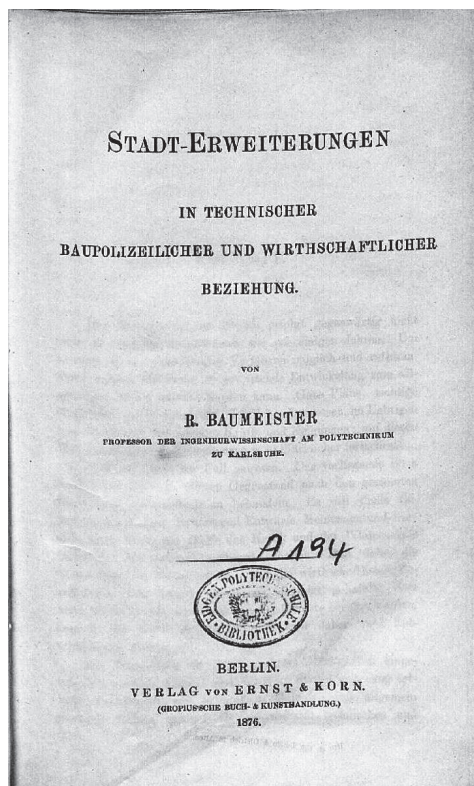 STADT-ERWEITERUNGEN
IN TECHNISCHER
BAUPOLIZEILICHER UND WIRTHSCHAFTLICHER
BEZIEHUNG.
VON
R. BAUMEISTER
PROFESSOR DER INGENIEURWISSENSCHAFT AM POLYTECHNIKUM
ZU KARLSRUHE.
A 194
EIDGEN. POLYTECHN. SCHULE
• BIBLIOTHEK •
BERLIN.
VERLAG VON ERNST & KORN.
(GROPIUS'SCHE BUCH- & KUNSTHANDLUNG.)
1876.